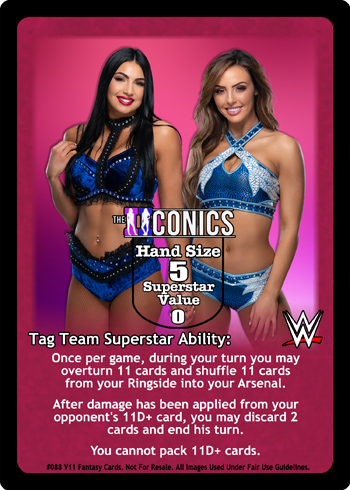 THE IICONICS
Hand Size
5
Superstar
Value
0
Tag Team Superstar Ability:
Once per game, during your turn you may
overturn 11 cards and shuffle 11 cards
from your Ringside into your Arsenal.
After damage has been applied from your
opponent's 11D+ card, you may discard 2
cards and end his turn.
You cannot pack 11D+ cards.
#088 V11 Fantasy Cards. Not For Resale. All Images Used Under Fair Use Guidelines.